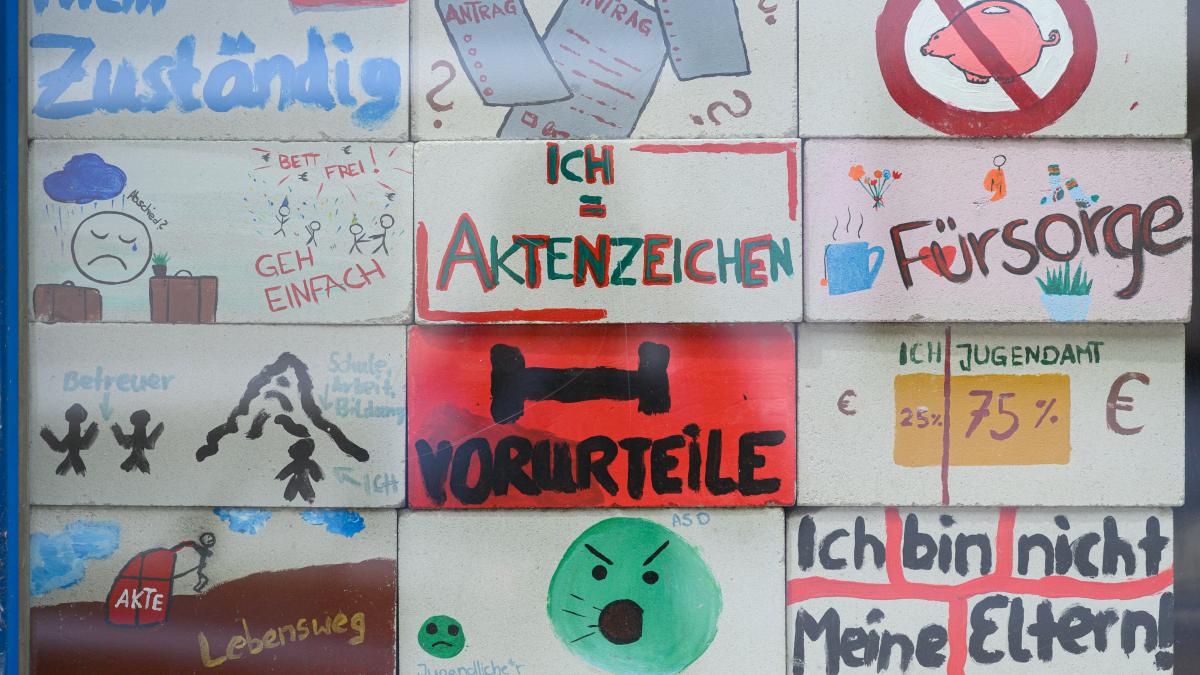 Zuständig
ANTRAG
ANTRAG
?
?
?
Abschied?
BETT
FREI!
€
€
€
GEH
EINFACH
ICH
=
AKTENZEICHEN
Fürsorge
Betreuer
Schule,
Arbeit,
Bildung
ICH
VORURTEILE
ICH
JUGENDAMT
€
25%
75%
€
AKTE
Lebensweg
ASD
Jugendliche*r
Ich bin nicht
Meine Eltern!